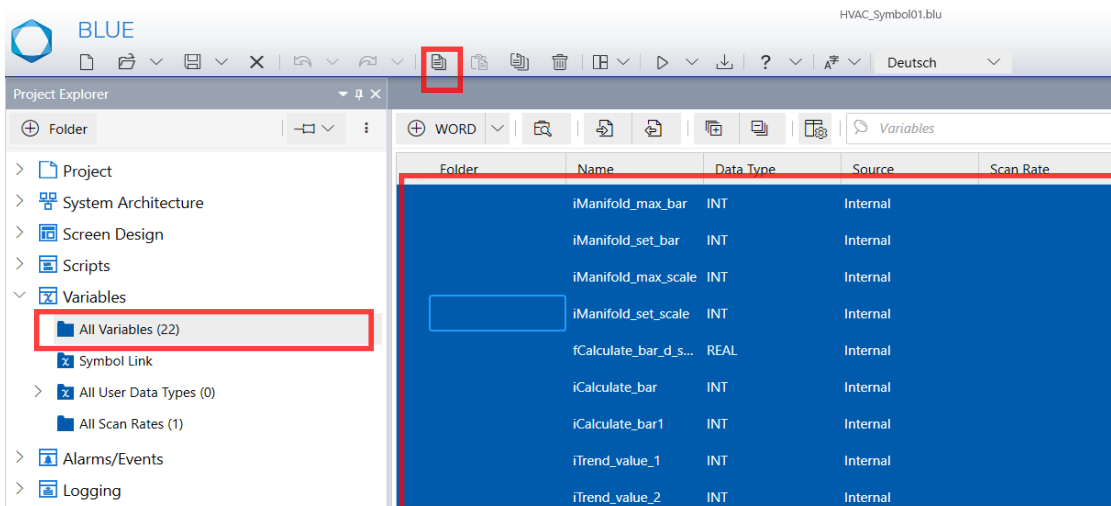 HVAC_Symbol01.blu
BLUE
Deutsch
Project Explorer
Folder
WORD
Variables
Project
System Architecture
Screen Design
Scripts
Variables
All Variables (22)
Symbol Link
All User Data Types (0)
All Scan Rates (1)
Alarms/Events
Logging
Folder Name Data Type Source Scan Rate
iManifold_max_bar INT Internal
iManifold_set_bar INT Internal
iManifold_max_scale INT Internal
iManifold_set_scale INT Internal
fCalculate_bar_d_s... REAL Internal
iCalculate_bar INT Internal
iCalculate_bar1 INT Internal
iTrend_value_1 INT Internal
iTrend_value_2 INT Internal